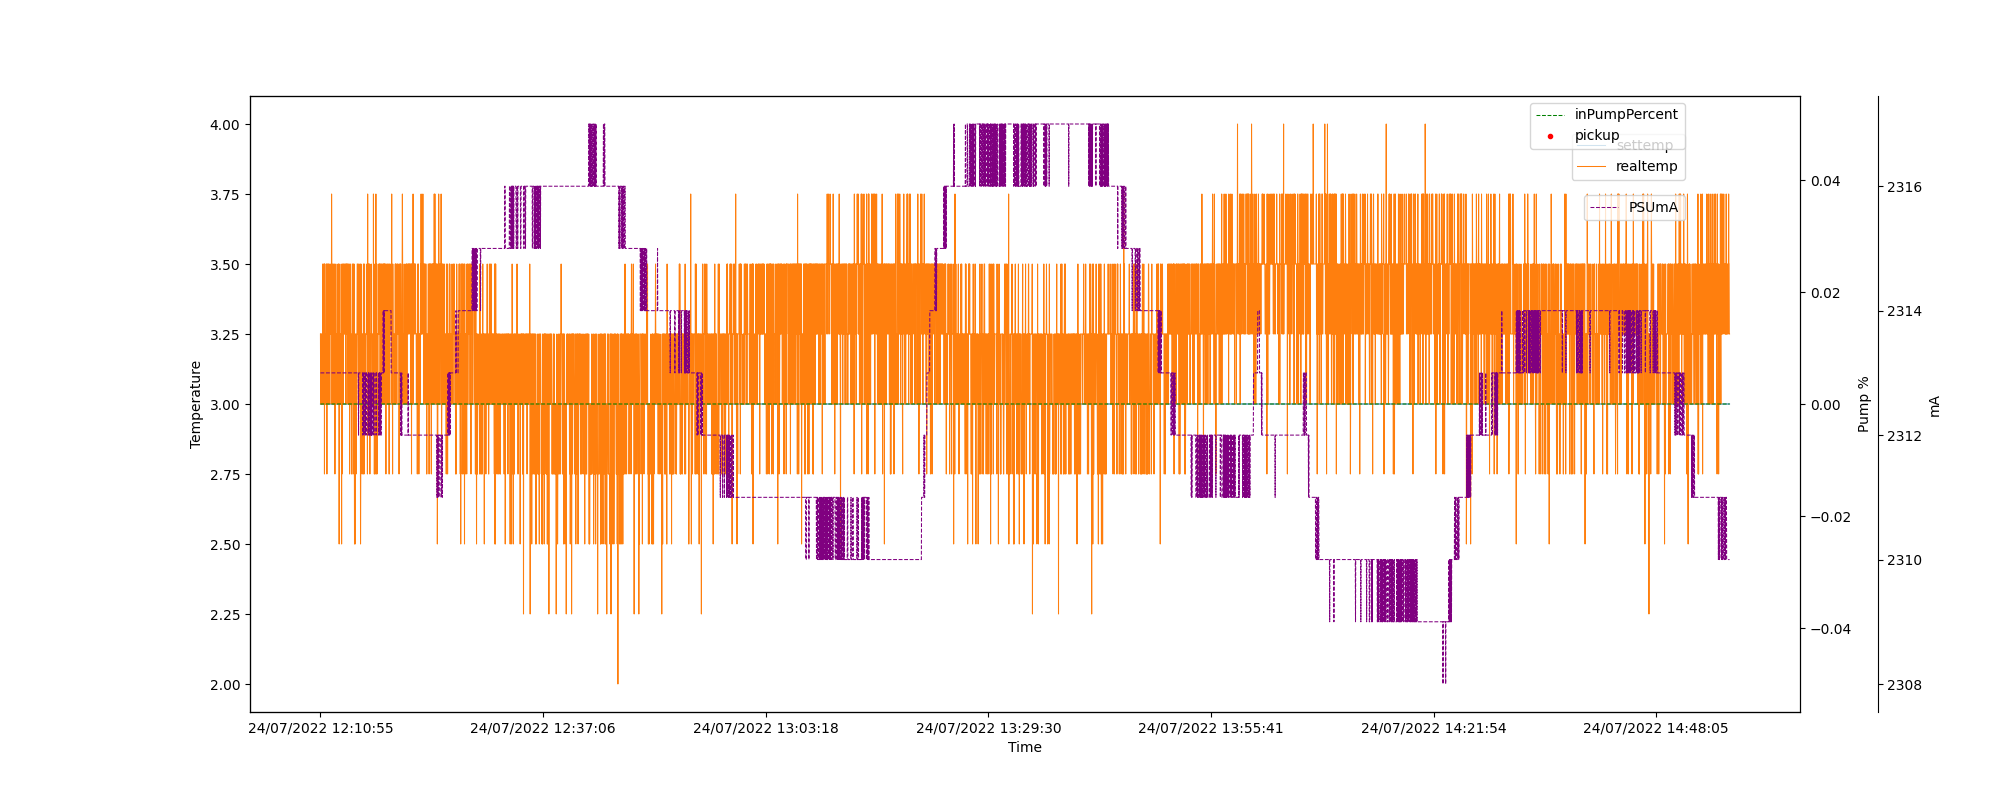 4.00
3.75
3.50
3.25
3.00
2.75
2.50
2.25
2.00
Temperature
24/07/2022 12:10:55
24/07/2022 12:37:06
24/07/2022 13:03:18
24/07/2022 13:29:30
24/07/2022 13:55:41
24/07/2022 14:21:54
24/07/2022 14:48:05
Time
inPumpPercent
pickup
settemp
realtemp
PSUmA
0.04
0.02
0.00
−0.02
−0.04
Pump %
2316
2314
2312
2310
2308
mA